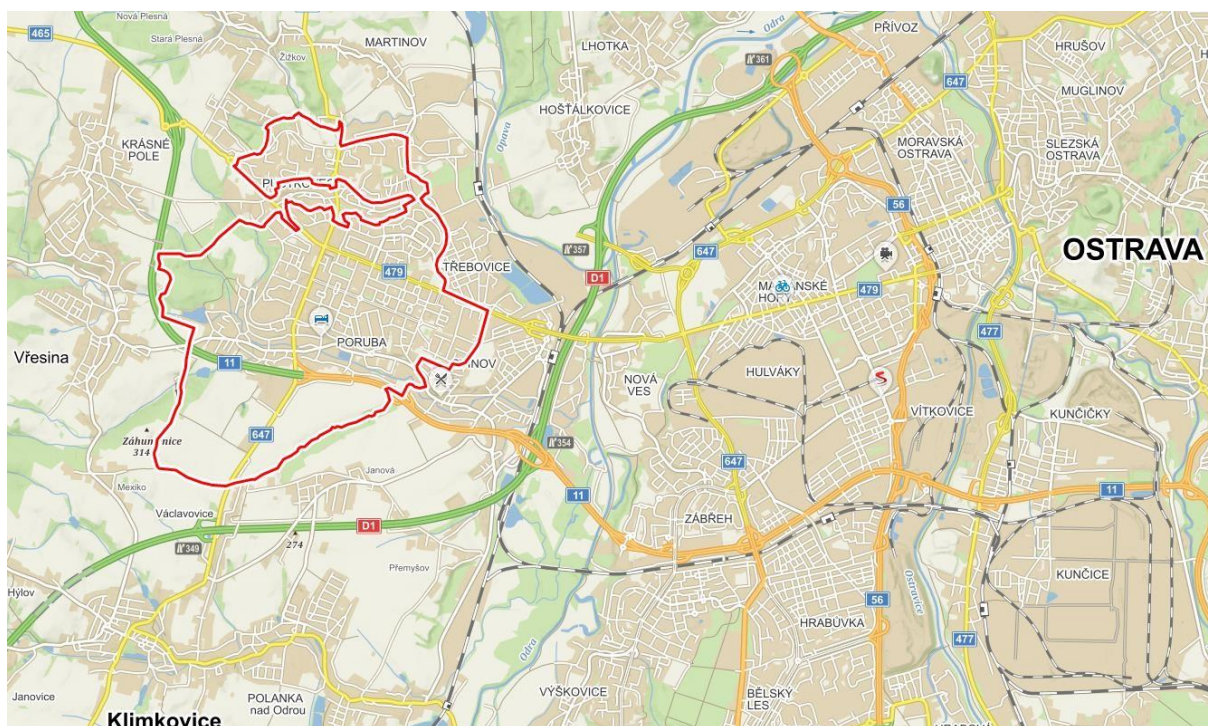 Nová Plesná
Stará Plesná
465
Žižkov
MARTINOV
LHOTKA
Odra
PŘÍVOZ
HRUŠOV
361
647
MUGLINOV
HOŠŤÁLKOVICE
Opava
KRÁSNÉ
POLE
MORAVSKÁ
OSTRAVA
SLEZSKÁ
OSTRAVA
56
357
647
OSTRAVA
TŘEBOVICE
479
D1
HORY
479
477
PORUBA
Vřesina
11
NOVÁ
VES
HULVÁKY
VÍTKOVICE
KUNČIČKY
314
647
354
Janová
647
Mexiko
Václavovice
11
11
ZÁBŘEH
D1
349
274
Přemyšov
KUNČICE
Hýlov
56
Ostravice
HRABŮVKA
477
Odra
Janovice
POLANKA
nad Odrou
VÝŠKOVICE
BĚLSKÝ
LES
Klimkovice